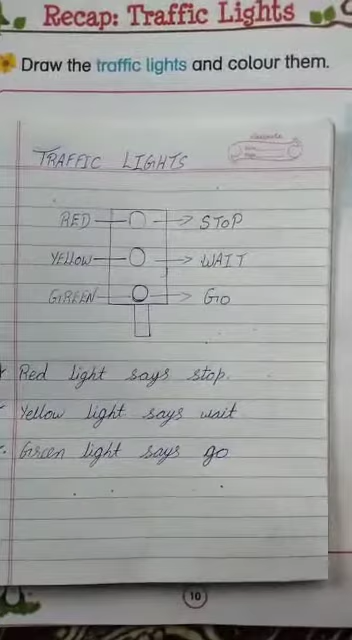 Recap: Traffic Lights
Draw the traffic lights and colour them.
TRAFFIC LIGHTS
RED STOP
YELLOW WAIT
GREEN GO
Red light says stop.
Yellow light says wait
Green light says go
10